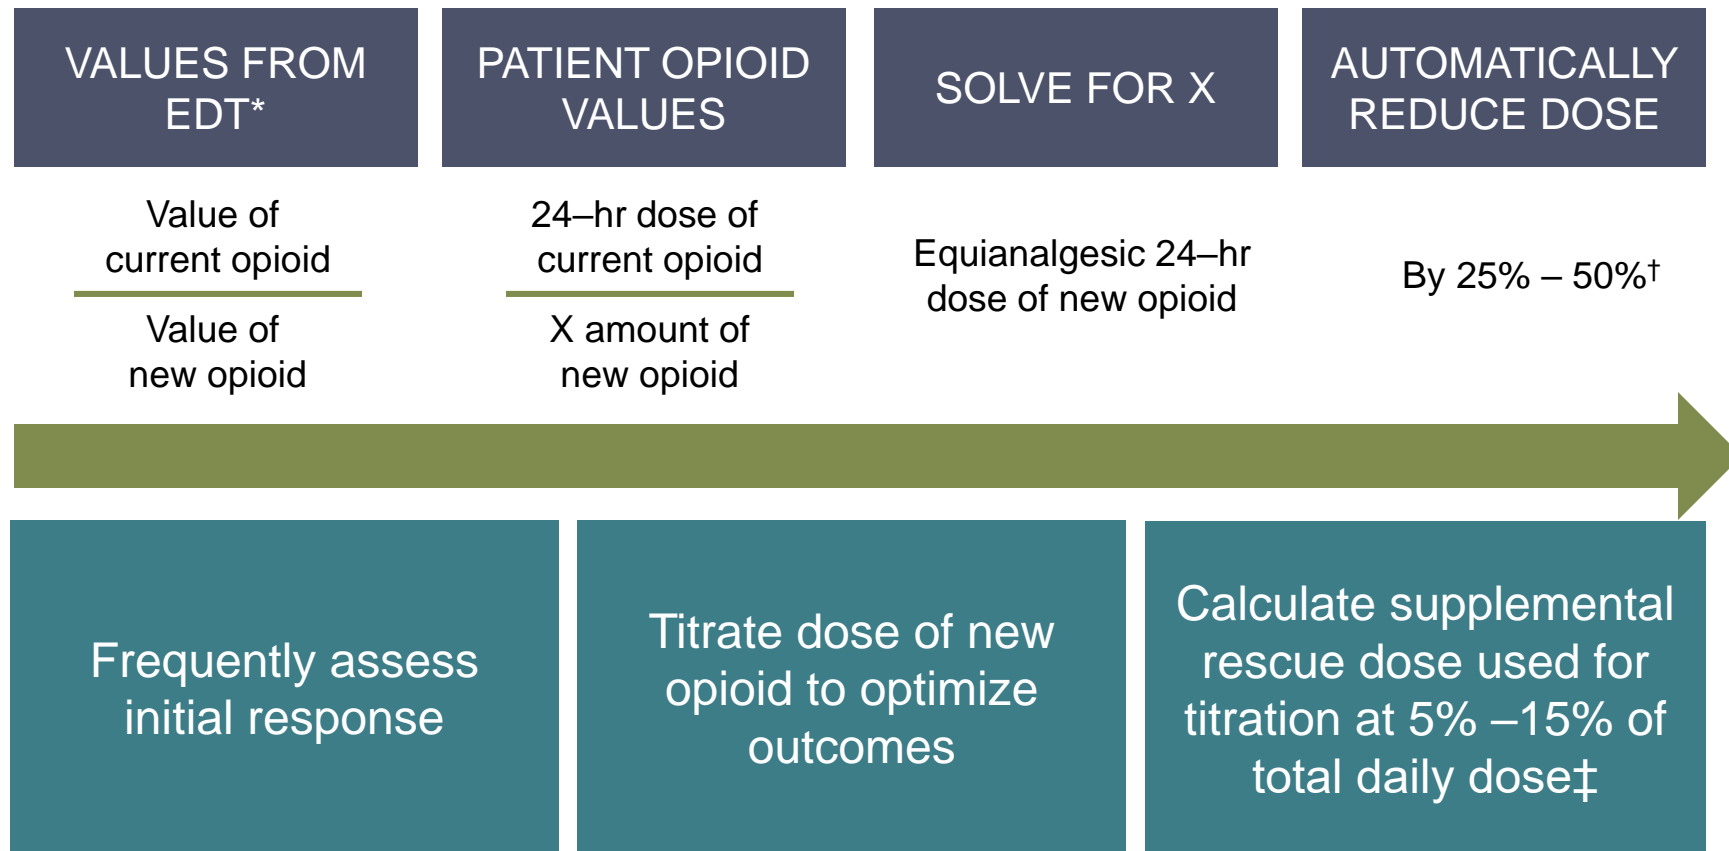 VALUES FROM
EDT*
PATIENT OPIOID
VALUES
SOLVE FOR X
AUTOMATICALLY
REDUCE DOSE
Value of
current opioid
Value of
new opioid
24–hr dose of
current opioid
X amount of
new opioid
Equianalgesic 24–hr
dose of new opioid
By 25% – 50%†
Frequently assess
initial response
Titrate dose of new
opioid to optimize
outcomes
Calculate supplemental
rescue dose used for
titration at 5% –15% of
total daily dose‡